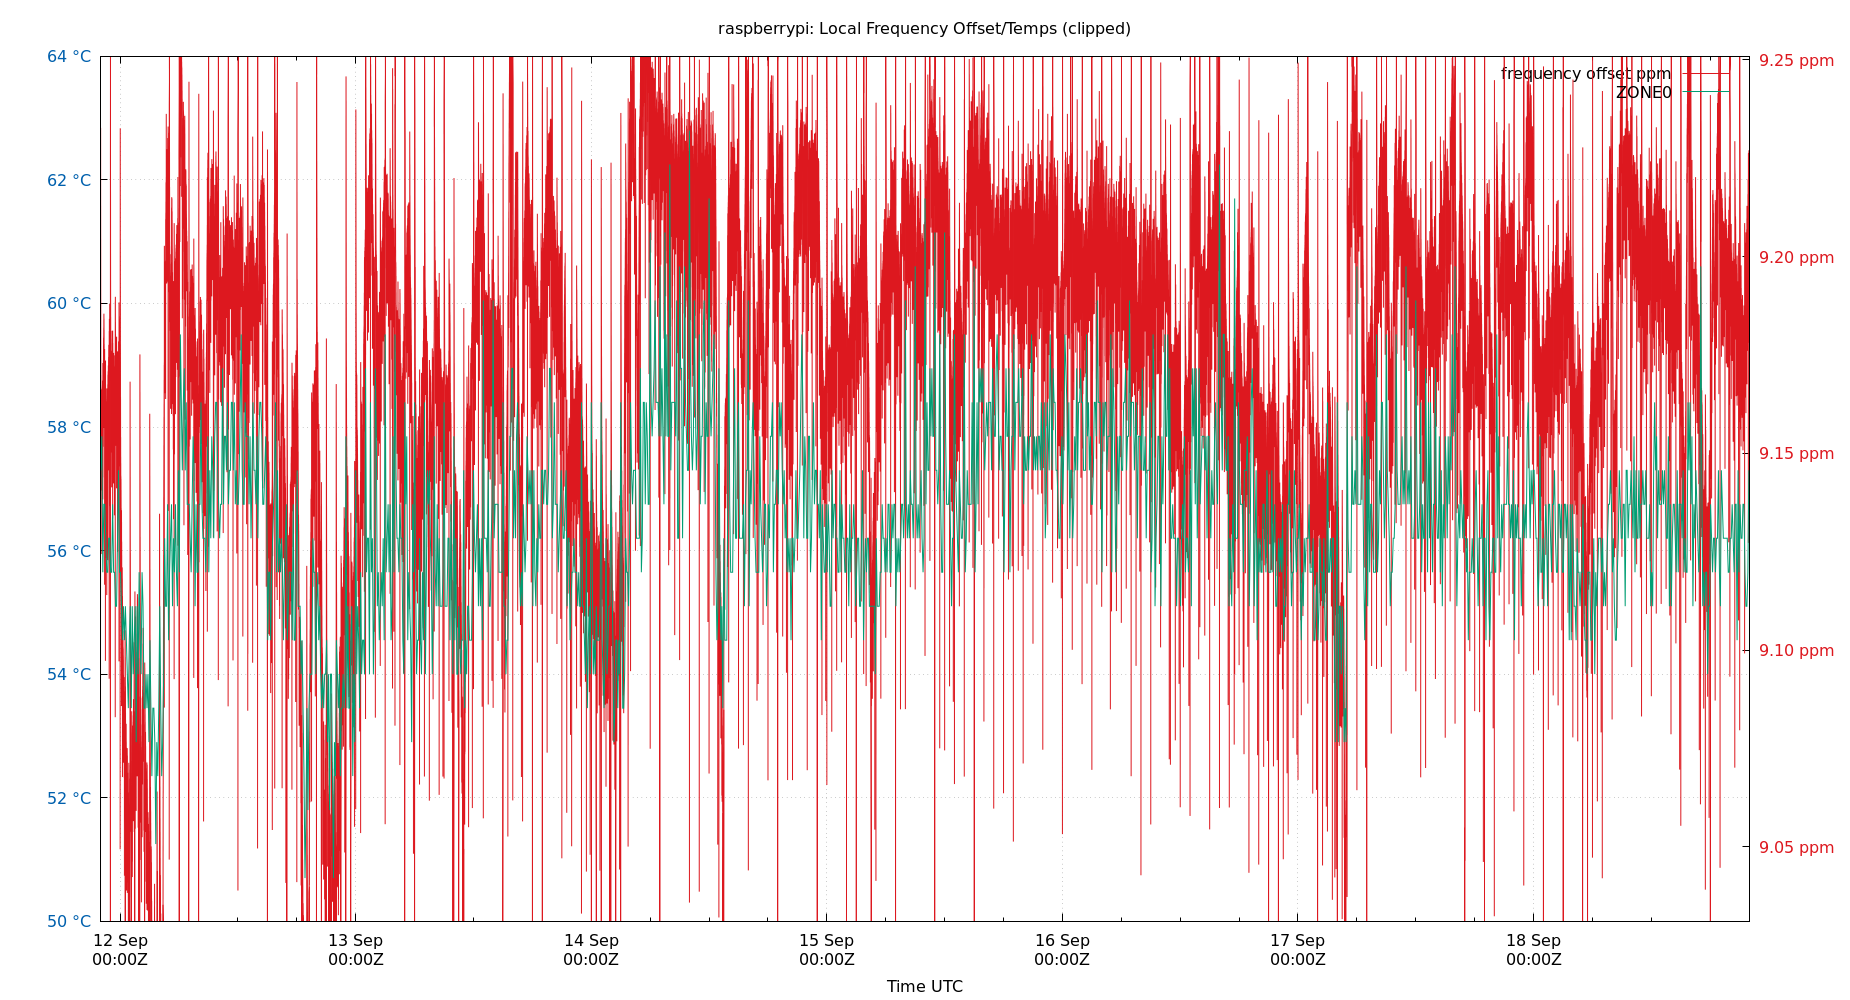 raspberrypi: Local Frequency Offset/Temps (clipped)
64 °C
9.25 ppm
frequency offset ppm
ZONE0
62 °C
9.20 ppm
60 °C
58 °C
9.15 ppm
56 °C
54 °C
9.10 ppm
52 °C
9.05 ppm
50 °C
12 Sep 13 Sep 14 Sep 15 Sep 16 Sep 17 Sep 18 Sep
00:00Z 00:00Z 00:00Z 00:00Z 00:00Z 00:00Z 00:00Z
Time UTC